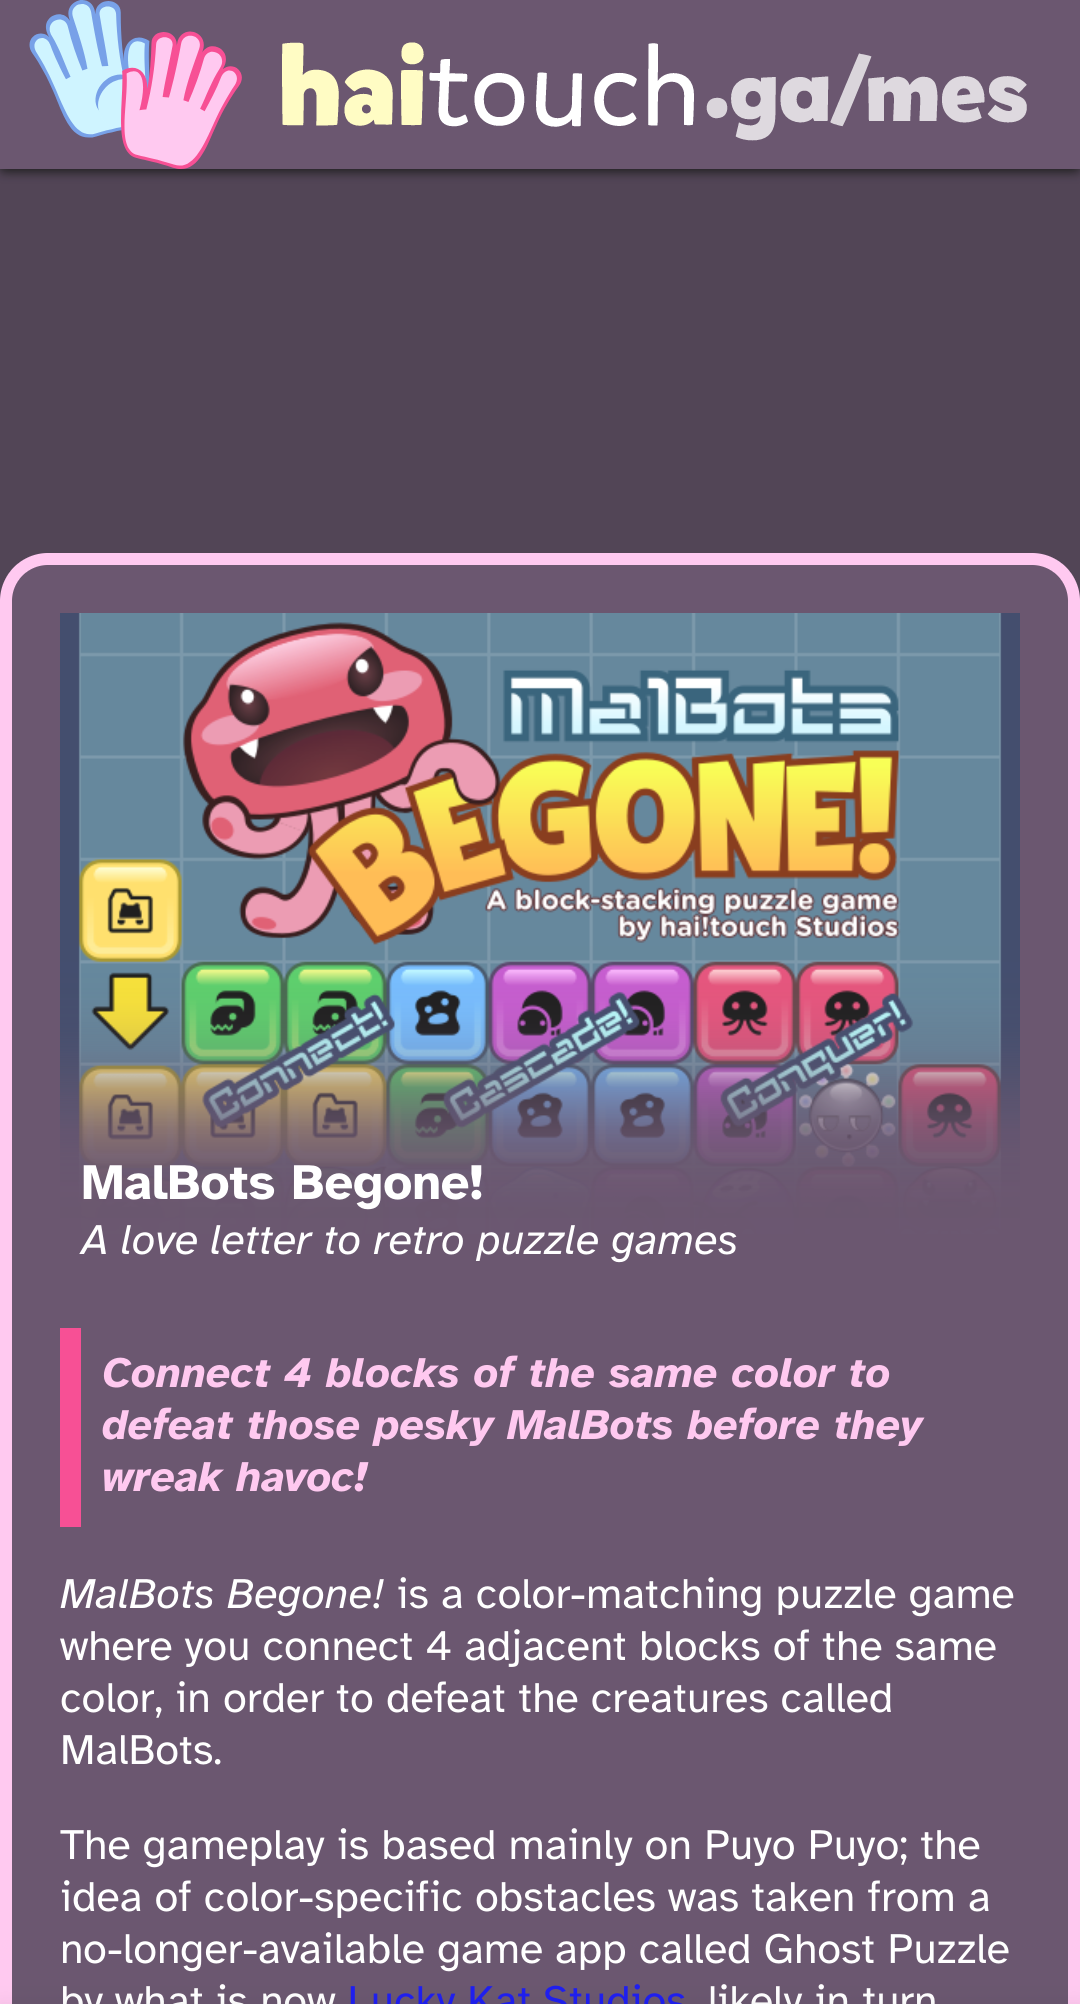 haitouch.ga/mes
MalBots
BEGONE!
A block-stacking puzzle game
by hai!touch Studios
Connect!
Cascade!
Conquer!
MalBots Begone!
A love letter to retro puzzle games
Connect 4 blocks of the same color to
defeat those pesky MalBots before they
wreak havoc!
MalBots Begone! is a color-matching puzzle game
where you connect 4 adjacent blocks of the same
color, in order to defeat the creatures called
MalBots.
The gameplay is based mainly on Puyo Puyo; the
idea of color-specific obstacles was taken from a
no-longer-available game app called Ghost Puzzle
by what is now Lucky Kat Studios, likely in turn